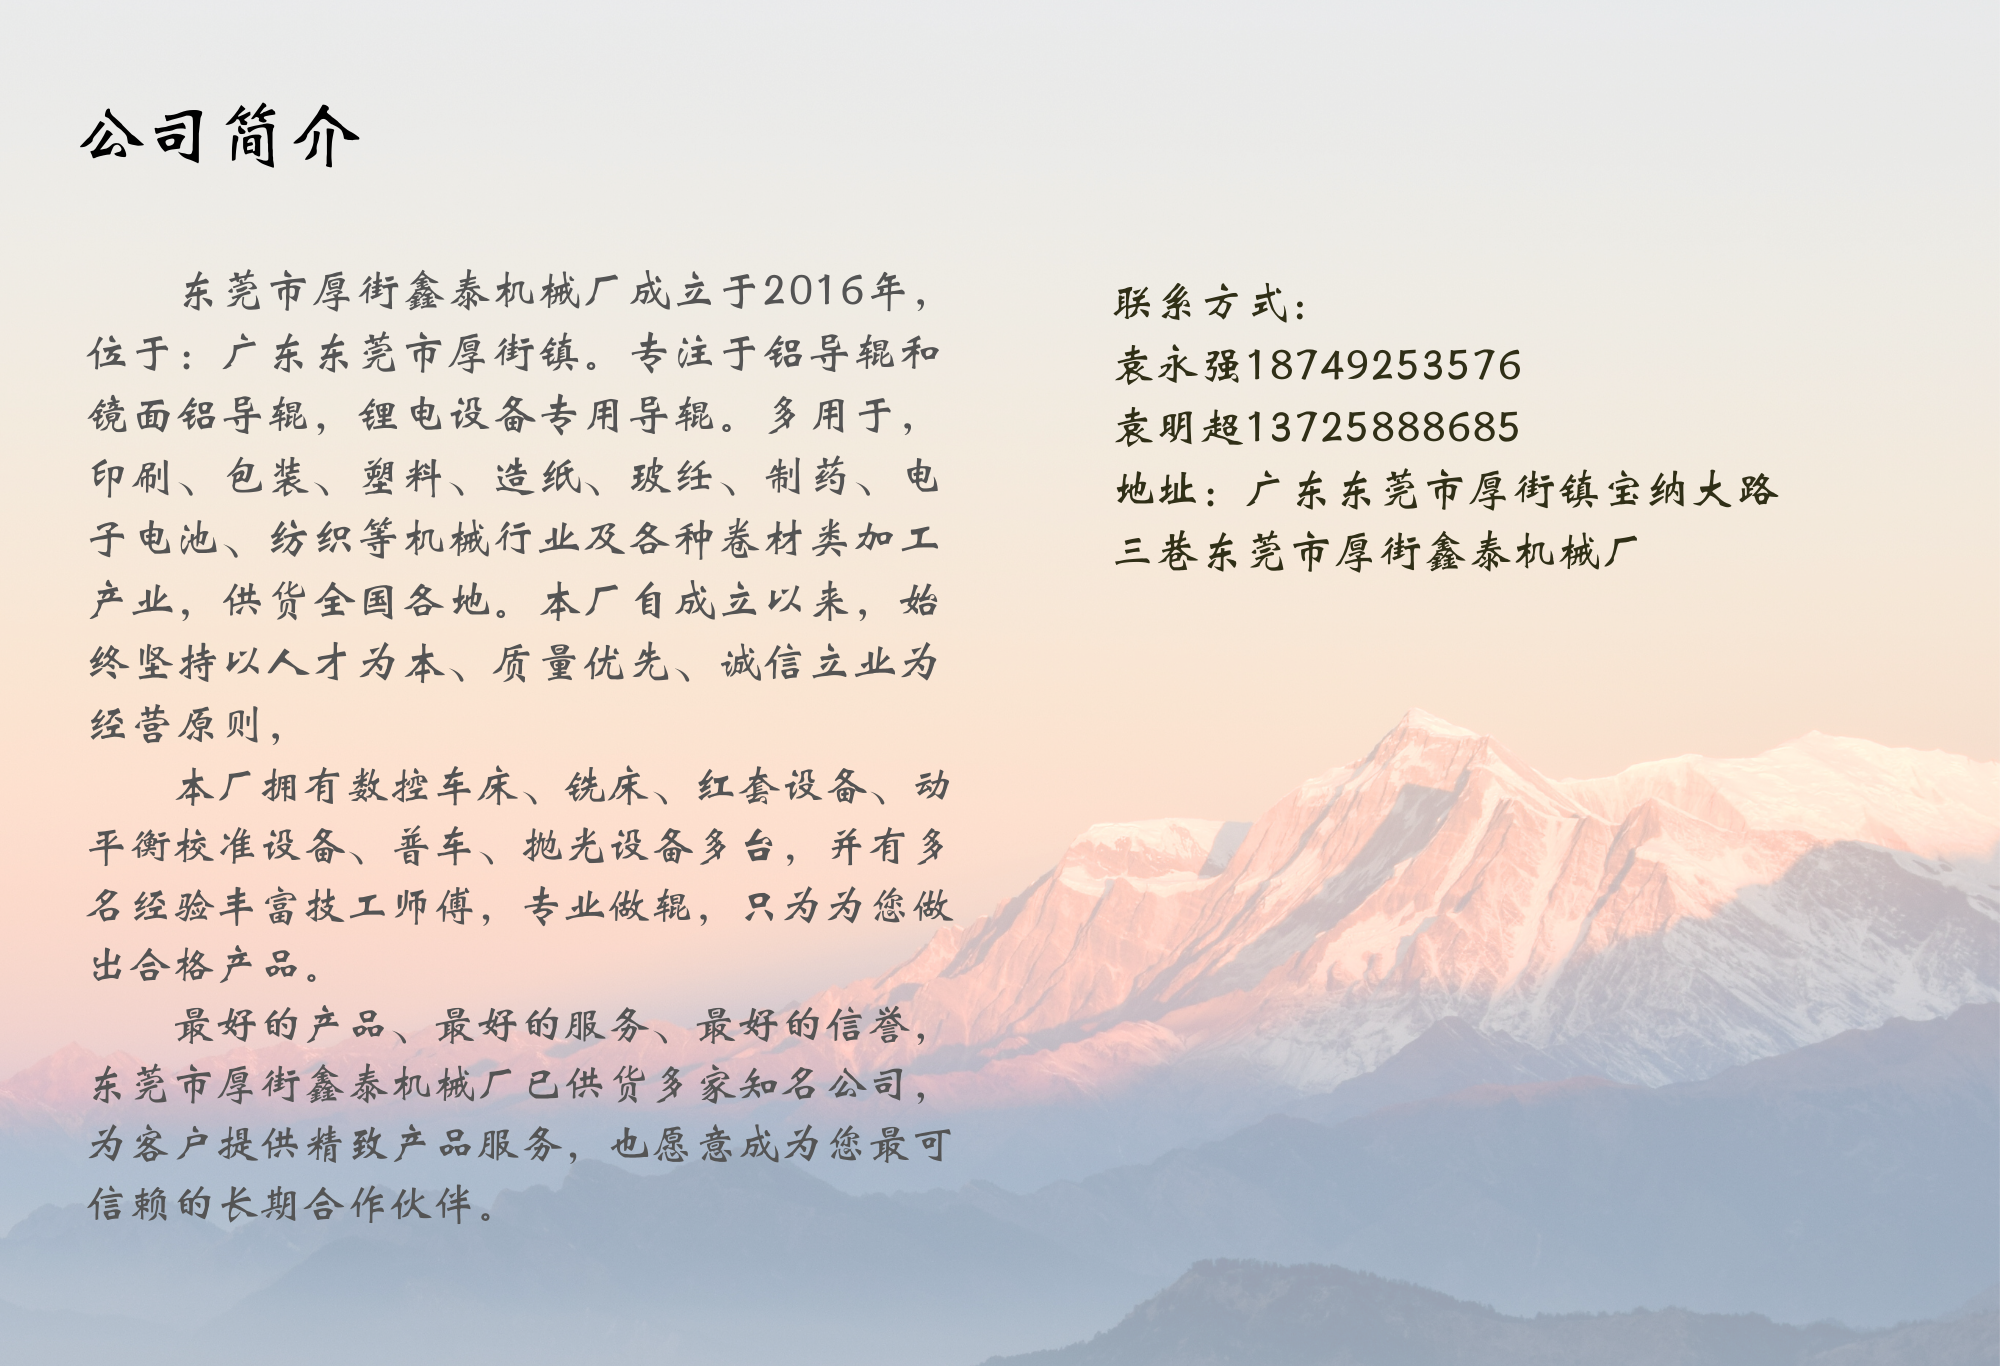 公司简介
东莞市厚街鑫泰机械厂成立于2016年，
位于：广东东莞市厚街镇。专注于铝导辊和
镜面铝导辊，锂电设备专用导辊。多用于，
印刷、包装、塑料、造纸、玻纴、制药、电
子电池、纺织等机械行业及各种卷材类加工
产业，供货全国各地。本厂自成立以来，始
终坚持以人才为本、质量优先、诚信立业为
经营原则，
本厂拥有数控车床、铣床、红套设备、动
平衡校准设备、普车、抛光设备多台，并有多
名经验丰富技工师傅，专业做辊，只为为您做
出合格产品。
最好的产品、最好的服务、最好的信誉，
东莞市厚街鑫泰机械厂已供货多家知名公司，
为客户提供精致产品服务，也愿意成为您最可
信赖的长期合作伙伴。
联系方式：
袁永强18749253576
袁明超13725888685
地址：广东东莞市厚街镇宝纳大路
三巷东莞市厚街鑫泰机械厂